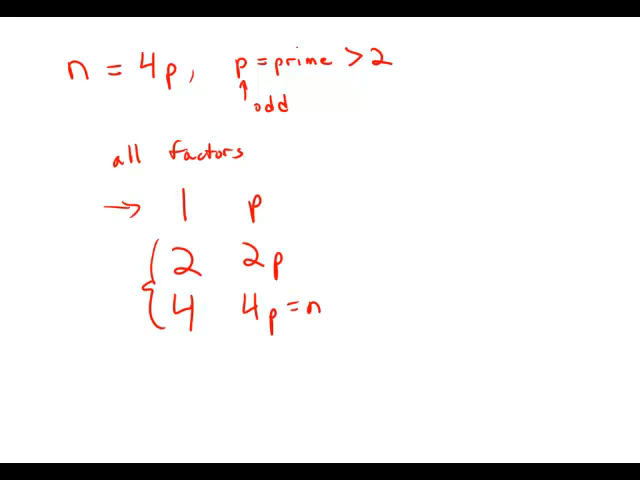 n = 4p, p = prime > 2
↑ odd
all factors
→ 1 p
2 2p
4 4p = n